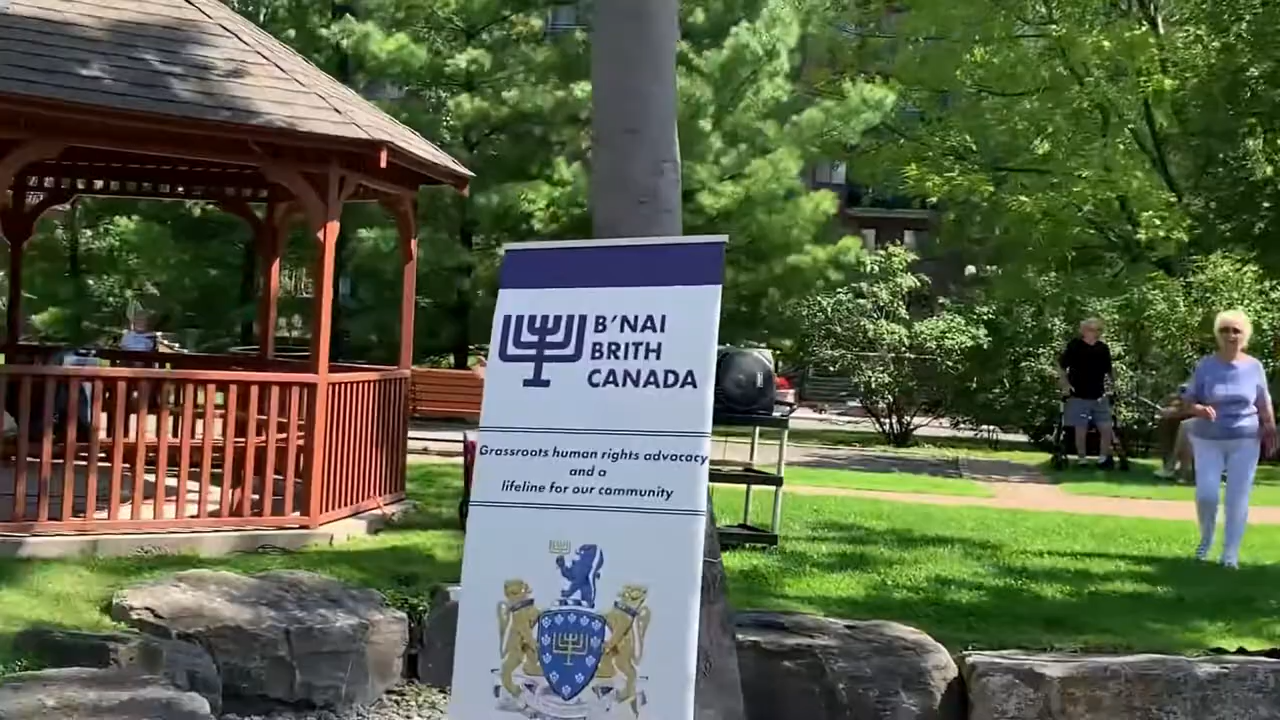 B'NAI
BRITH
CANADA
Grassroots human rights advocacy
and a
lifeline for our community